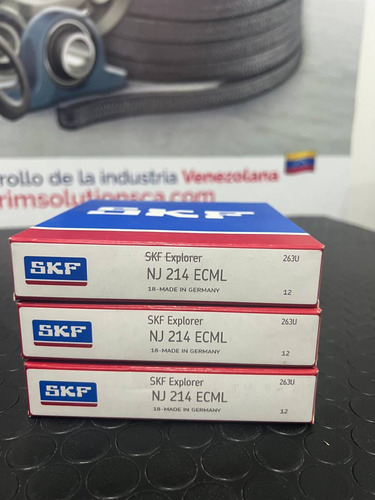 rollo de la industria Venezolana
rimsolutionsca.com
SKF
SKF
SKF Explorer
263U
NJ 214 ECML
18-MADE IN GERMANY
12
SKF
SKF Explorer
263U
NJ 214 ECML
18-MADE IN GERMANY
12
SKF
SKF Explorer
263U
NJ 214 ECML
18-MADE IN GERMANY
12